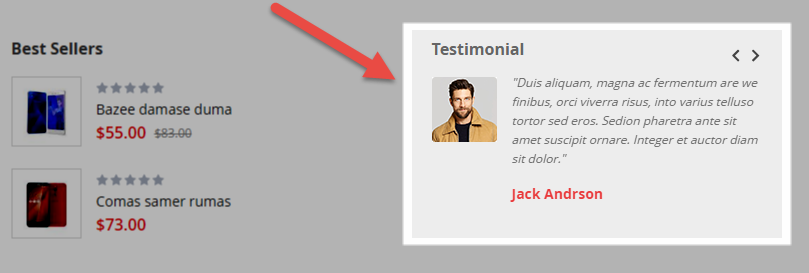 Best Sellers
Bazee damase duma
$55.00 $83.00
Comas samer rumas
$73.00
Testimonial
"Duis aliquam, magna ac fermentum are we
finibus, orci viverra risus, into varius telluso
tortor sed eros. Sedion pharetra ante sit
amet suscipit ornare. Integer et auctor diam
sit dolor."
Jack Andrson